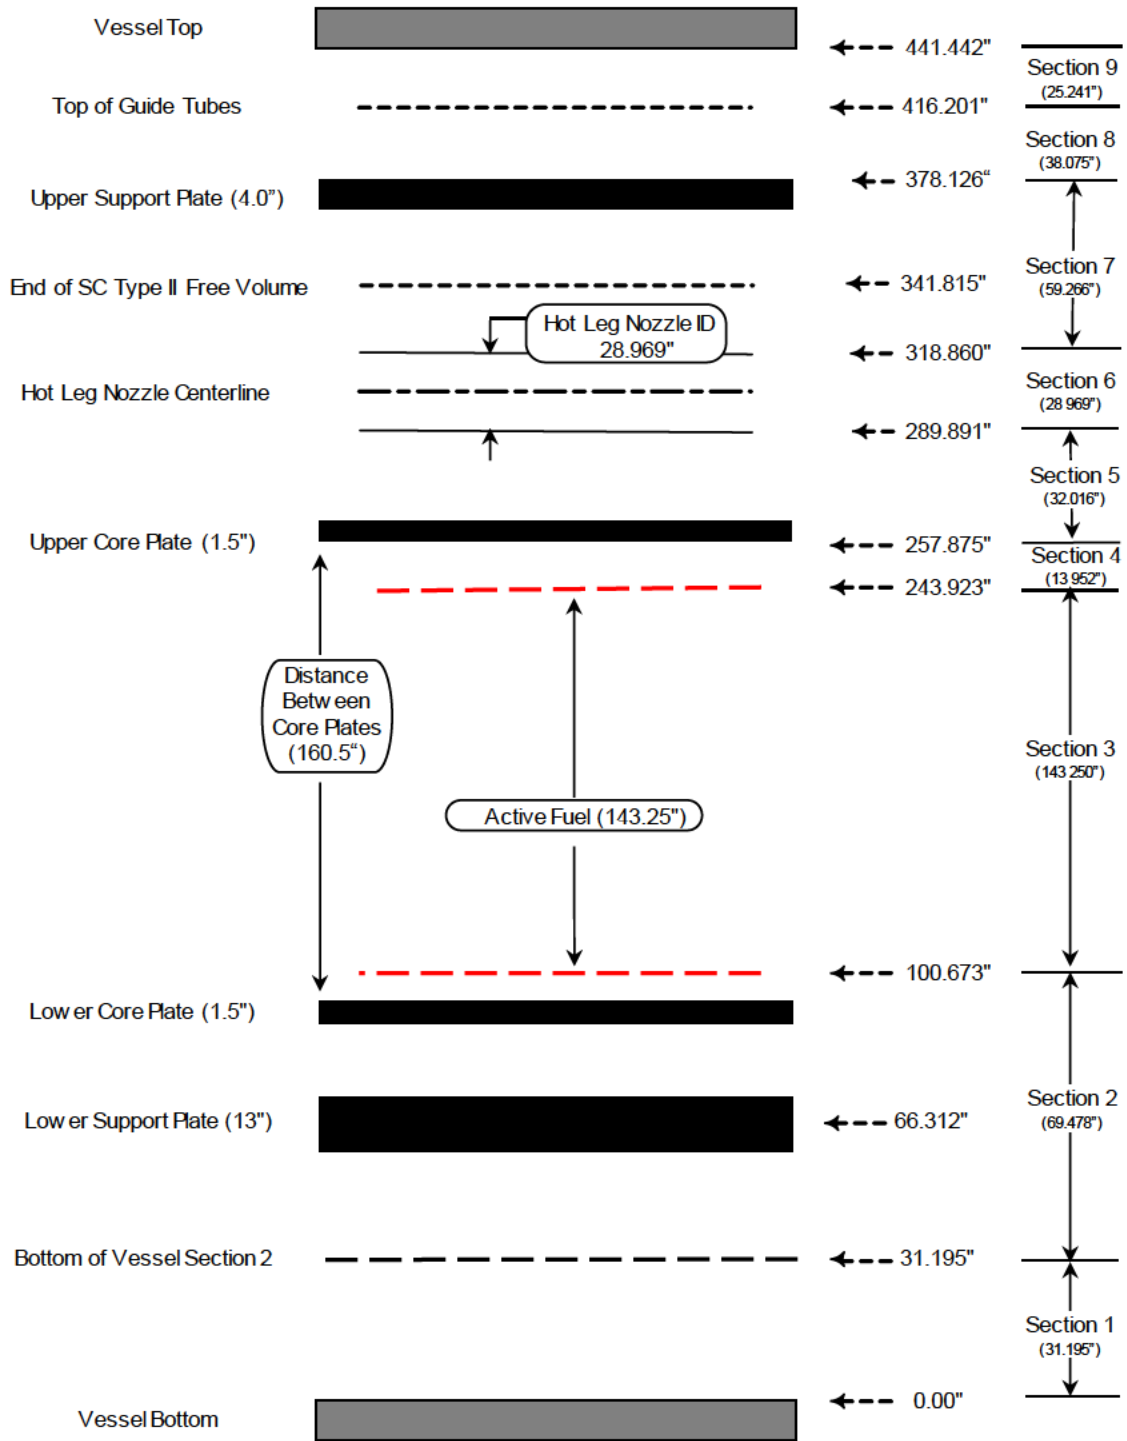 Vessel Top
441.442"
Section 9
(25.241")
Top of Guide Tubes
416.201"
Section 8
(38.075")
Upper Support Plate (4.0")
378.126"
Section 7
(59.266")
End of SC Type II Free Volume
341.815"
Hot Leg Nozzle ID
28.969"
318.860"
Hot Leg Nozzle Centerline
Section 6
(28 969")
289.891"
Section 5
(32.016")
Upper Core Plate (1.5")
257.875"
Section 4
(13 952")
243.923"
Distance
Between
Core Plates
(160.5")
Section 3
(143 250")
Active Fuel (143.25")
100.673"
Lower Core Plate (1.5")
Section 2
(69.478")
Lower Support Plate (13")
66.312"
Bottom of Vessel Section 2
31.195"
Section 1
(31.195")
0.00"
Vessel Bottom